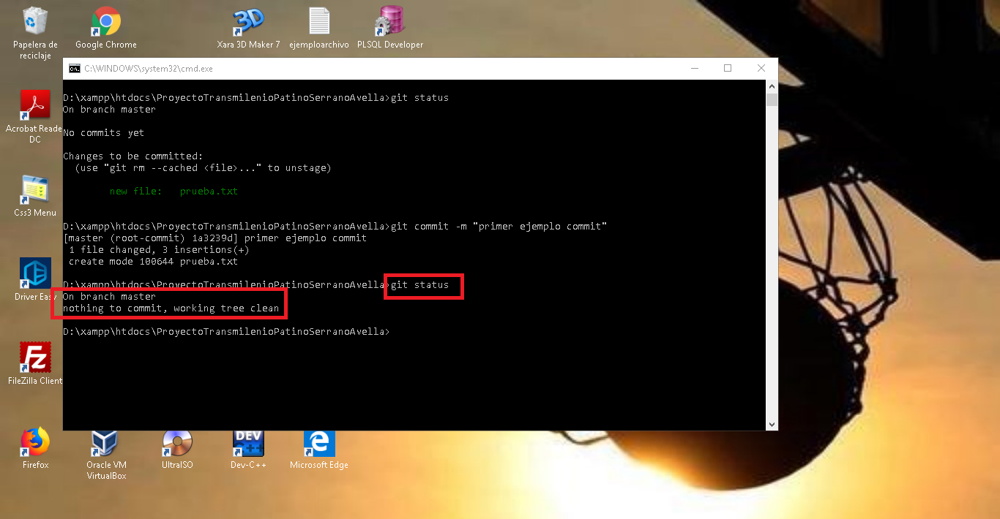 Papelera de
reciclaje
Google Chrome
Xara 3D Maker 7
ejemploarchivo
PLSQL Developer
C:\WINDOWS\system32\cmd.exe
D:\xampp\htdocs\ProyectoTransmilenioPatinoSerranoAvella>git status
On branch master
No commits yet
Changes to be committed:
(use "git rm --cached <file>..." to unstage)
new file: prueba.txt
D:\xampp\htdocs\ProyectoTransmilenioPatinoSerranoAvella>git commit -m "primer ejemplo commit"
[master (root-commit) 1a3239d] primer ejemplo commit
1 file changed, 3 insertions(+)
create mode 100644 prueba.txt
D:\xampp\htdocs\ProyectoTransmilenioPatinoSerranoAvella>git status
On branch master
nothing to commit, working tree clean
D:\xampp\htdocs\ProyectoTransmilenioPatinoSerranoAvella>
Acrobat Reade
DC
Css3 Menu
Driver Easy
FileZilla Client
Firefox
Oracle VM
VirtualBox
UltraISO
DEV
Dev-C++
Microsoft Edge